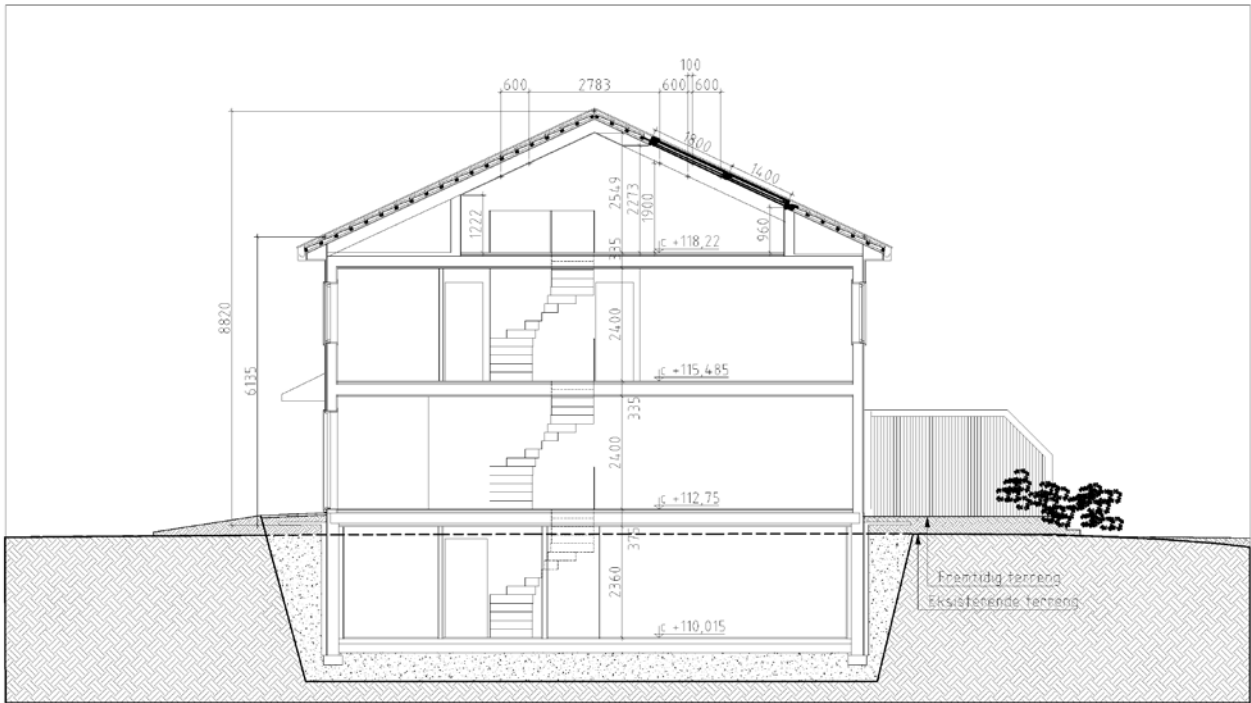 100
600 2783 600 600
1800
1400
2549
2273
1900
1222
960
c +118,22
335
8820
6135
2400
c +115,485
335
2400
c +112,75
375
2360
Fremtidig terreng
Eksisterende terreng
c +110,015